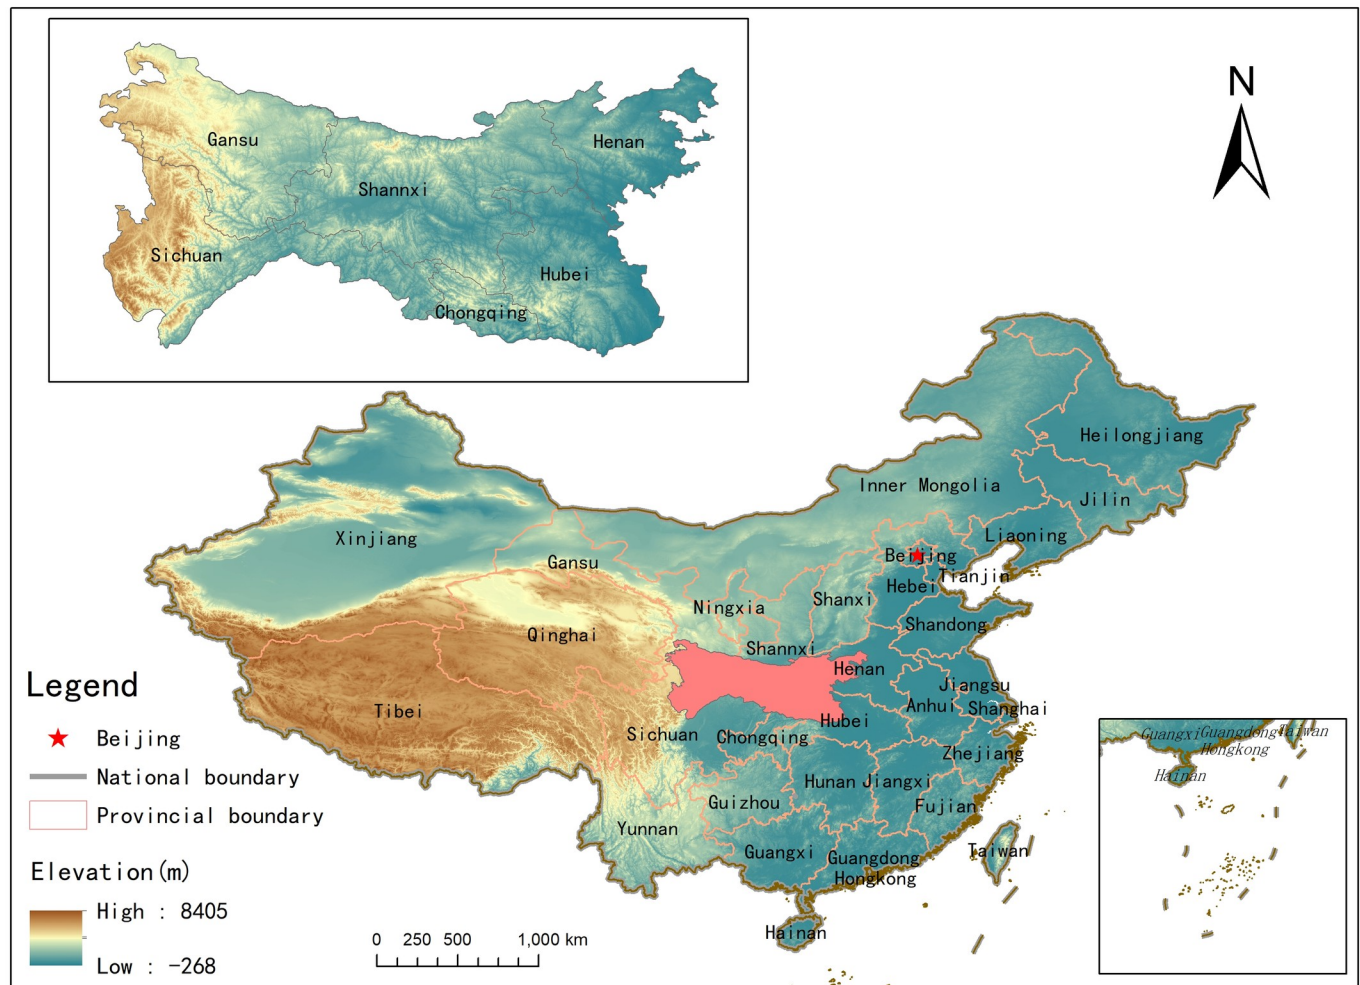 Gansu
Henan
Shannxi
Sichuan
Hubei
Chongqing
N
Heilongjiang
Inner Mongolia
Jilin
Xinjiang
Liaoning
Beijing
Gansu
Tianjin
Hebei
Shanxi
Ningxia
Shandong
Qinghai
Shannxi
Henan
Jiangsu
Anhui
Shanghai
Tibei
Hubei
Sichuan
Chongqing
Zhejiang
Hunan
Jiangxi
Guizhou
Fujian
Yunnan
Guangxi
Guangdong
Taiwan
Hongkong
Hainan
Legend
Beijing
National boundary
Provincial boundary
Elevation(m)
High : 8405
Low : -268
0 250 500 1,000 km
Guangxi Guangdong Taiwan
Hongkong
Hainan